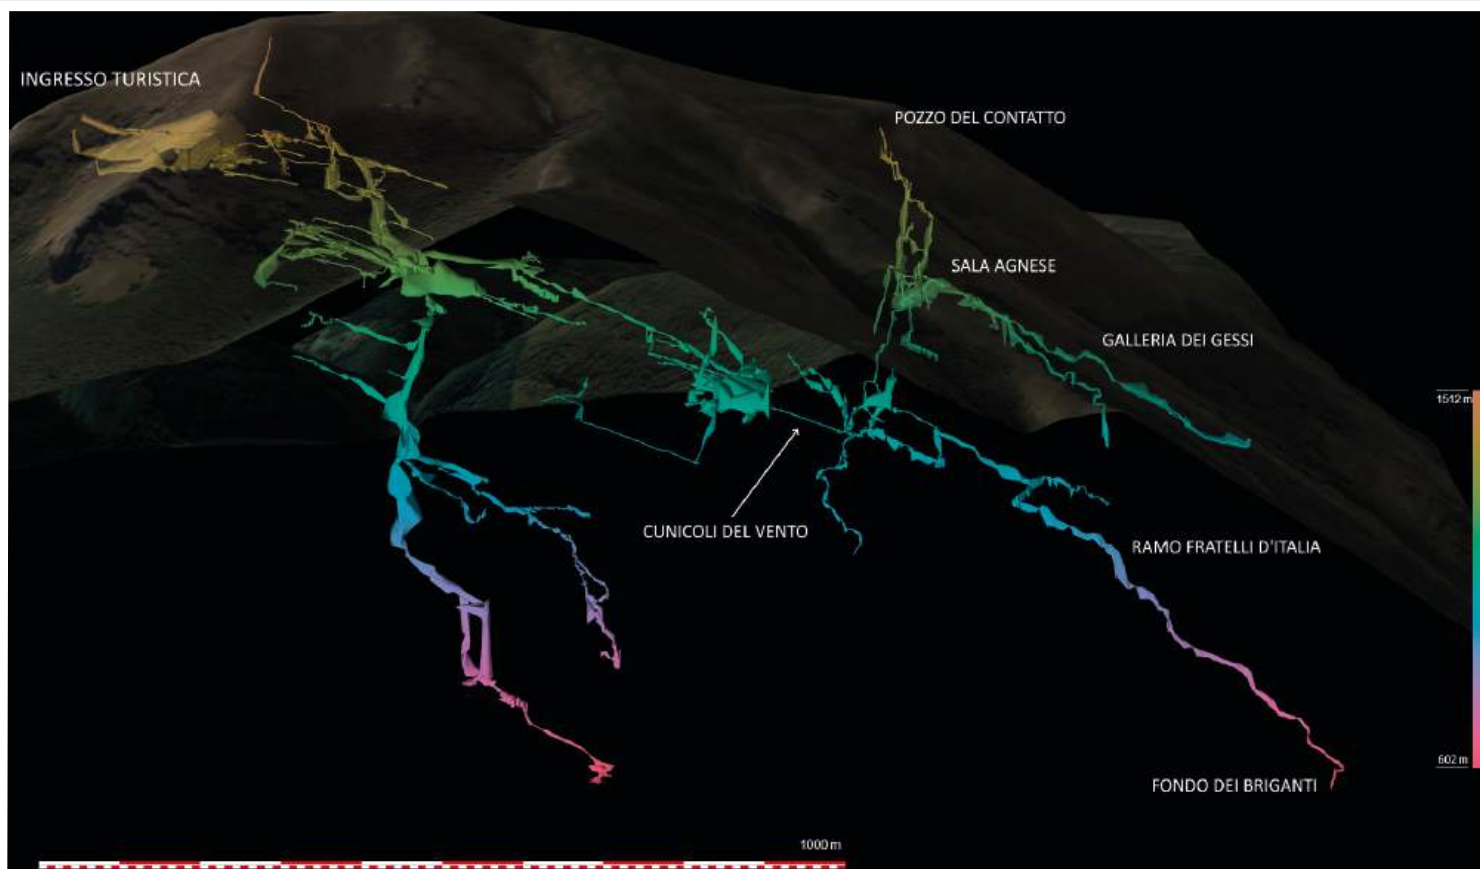 INGRESSO TURISTICA
POZZO DEL CONTATTO
SALA AGNESE
GALLERIA DEI GESSI
1512 m
CUNICOLI DEL VENTO
RAMO FRATELLI D'ITALIA
602 m
FONDO DEI BRIGANTI
1000 m